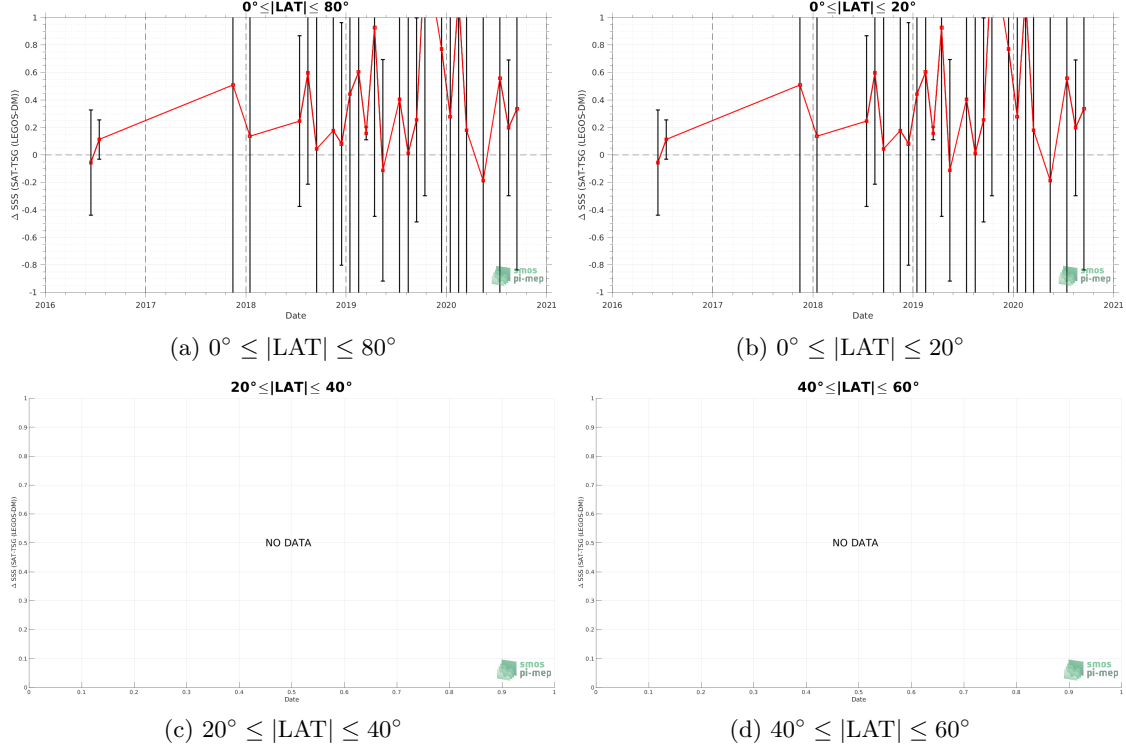 0°≤|LAT|≤ 80°
1
0.8
0.6
0.4
0.2
0
-0.2
-0.4
-0.6
-0.8
-1
Δ SSS (SAT-TSG (LEGOS-DM))
2016 2017 2018 2019 2020 2021
Date
smos
pi-mep
(a) 0° ≤ |LAT| ≤ 80°
0°≤|LAT|≤ 20°
1
0.8
0.6
0.4
0.2
0
-0.2
-0.4
-0.6
-0.8
-1
Δ SSS (SAT-TSG (LEGOS-DM))
2016 2017 2018 2019 2020 2021
Date
smos
pi-mep
(b) 0° ≤ |LAT| ≤ 20°
20°≤|LAT|≤ 40°
1
0.9
0.8
0.7
0.6
0.5
0.4
0.3
0.2
0.1
0
Δ SSS (SAT-TSG (LEGOS-DM))
NO DATA
0 0.1 0.2 0.3 0.4 0.5 0.6 0.7 0.8 0.9 1
Date
smos
pi-mep
(c) 20° ≤ |LAT| ≤ 40°
40°≤|LAT|≤ 60°
1
0.9
0.8
0.7
0.6
0.5
0.4
0.3
0.2
0.1
0
Δ SSS (SAT-TSG (LEGOS-DM))
NO DATA
0 0.1 0.2 0.3 0.4 0.5 0.6 0.7 0.8 0.9 1
Date
smos
pi-mep
(d) 40° ≤ |LAT| ≤ 60°